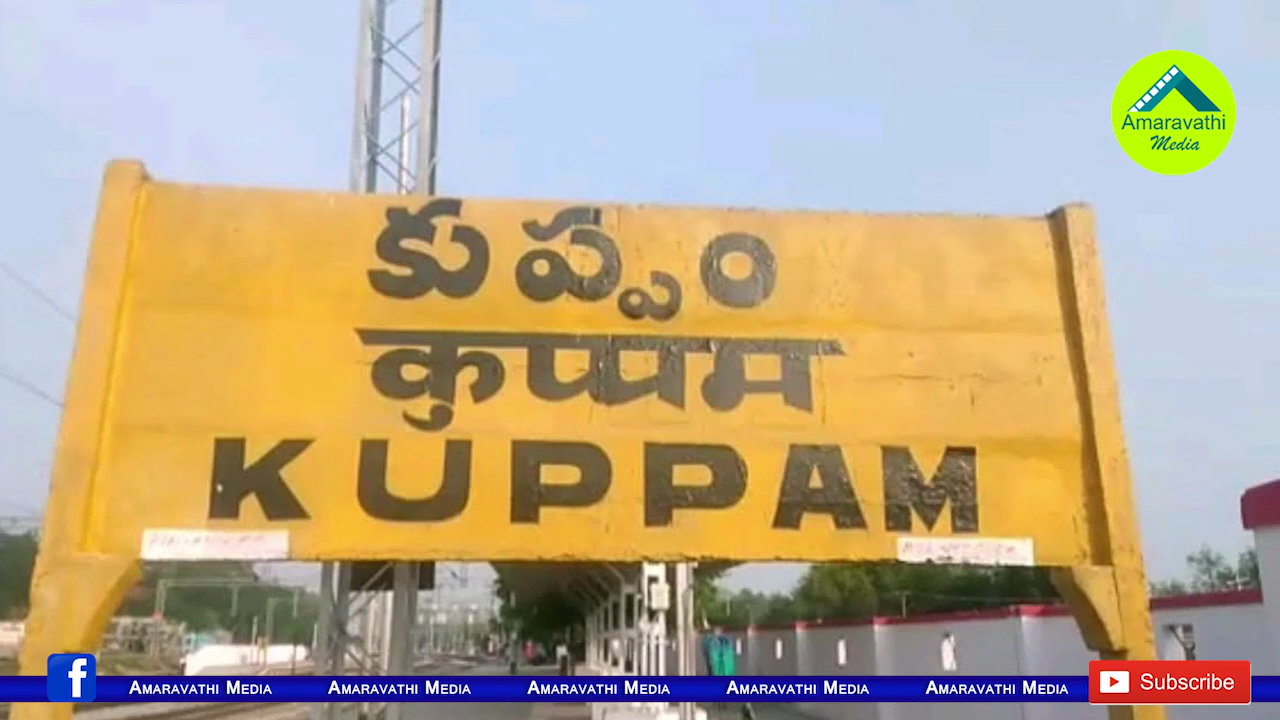 Amaravathi
Media
కుప్పం
कुप्पम
KUPPAM
f Amaravathi Media Amaravathi Media Amaravathi Media Amaravathi Media Amaravathi Media Subscribe